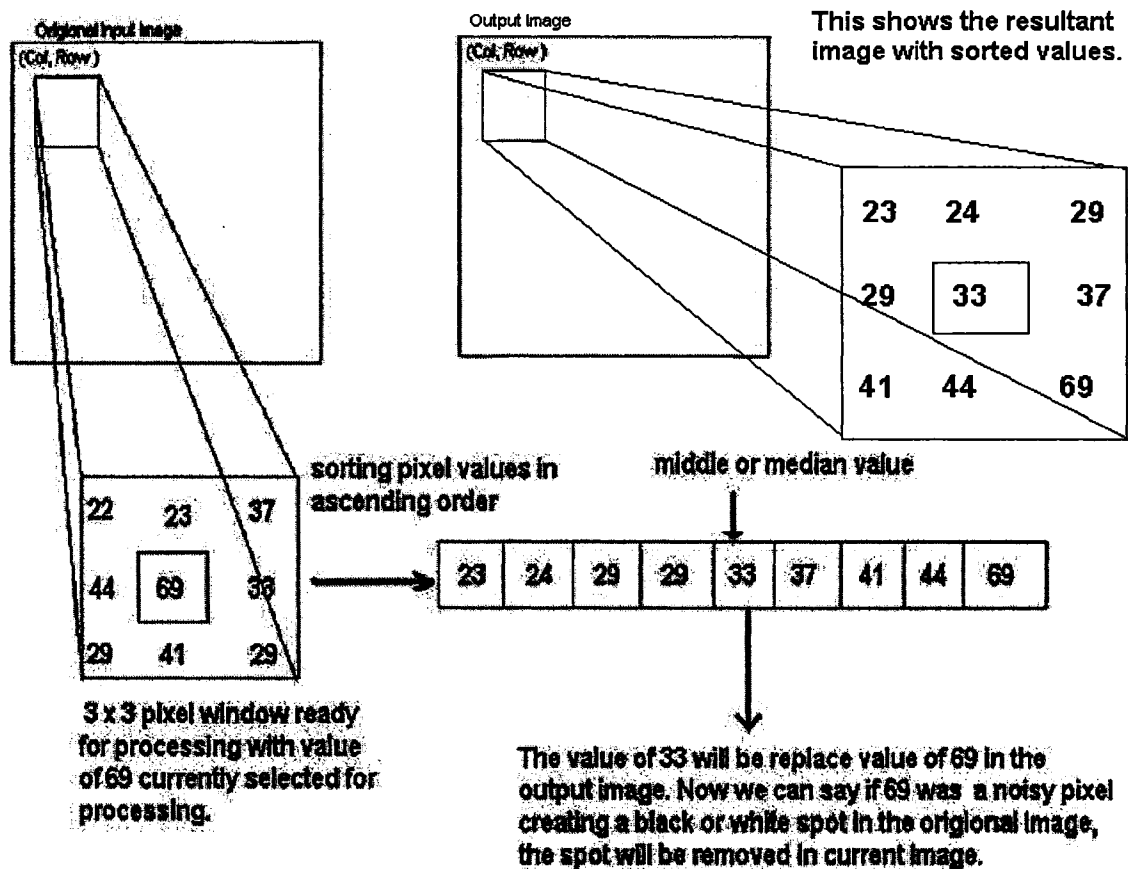 Origional Input Image
(Col, Row)
Output Image
(Col, Row)
This shows the resultant
image with sorted values.
23 24 29
29 33 37
41 44 69
sorting pixel values in
ascending order
middle or median value
22 23 37
44 69 33
29 41 29
23 24 29 29 33 37 41 44 69
3 x 3 pixel window ready
for processing with value
of 69 currently selected for
processing.
The value of 33 will be replace value of 69 in the
output image. Now we can say if 69 was a noisy pixel
creating a black or white spot in the origional image,
the spot will be removed in current image.